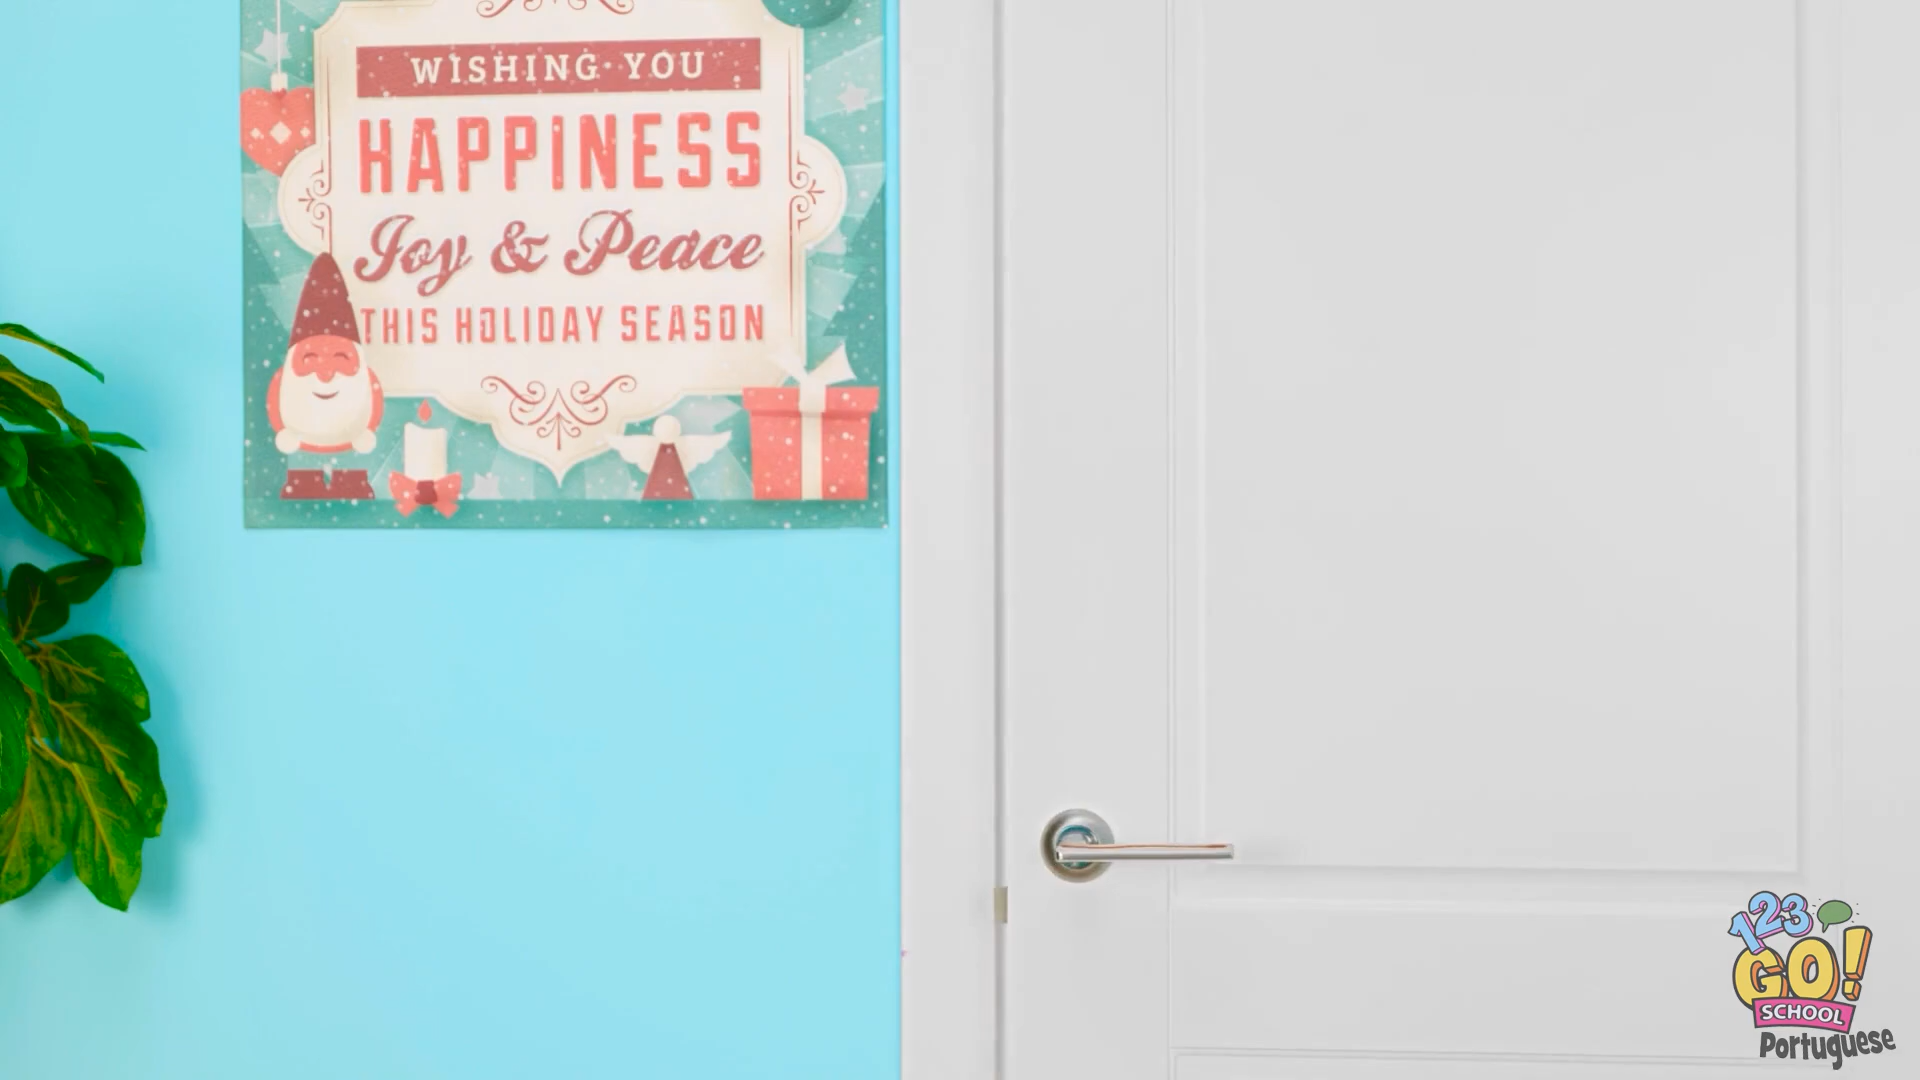 WISHING YOU
HAPPINESS
Joy & Peace
THIS HOLIDAY SEASON
123
GO!
SCHOOL
Portuguese